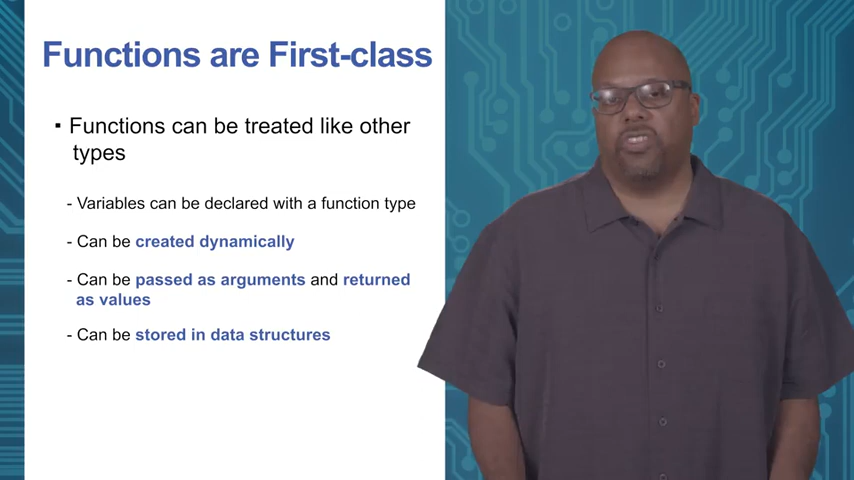 Functions are First-class
▪ Functions can be treated like other
types
- Variables can be declared with a function type
- Can be created dynamically
- Can be passed as arguments and returned
as values
- Can be stored in data structures